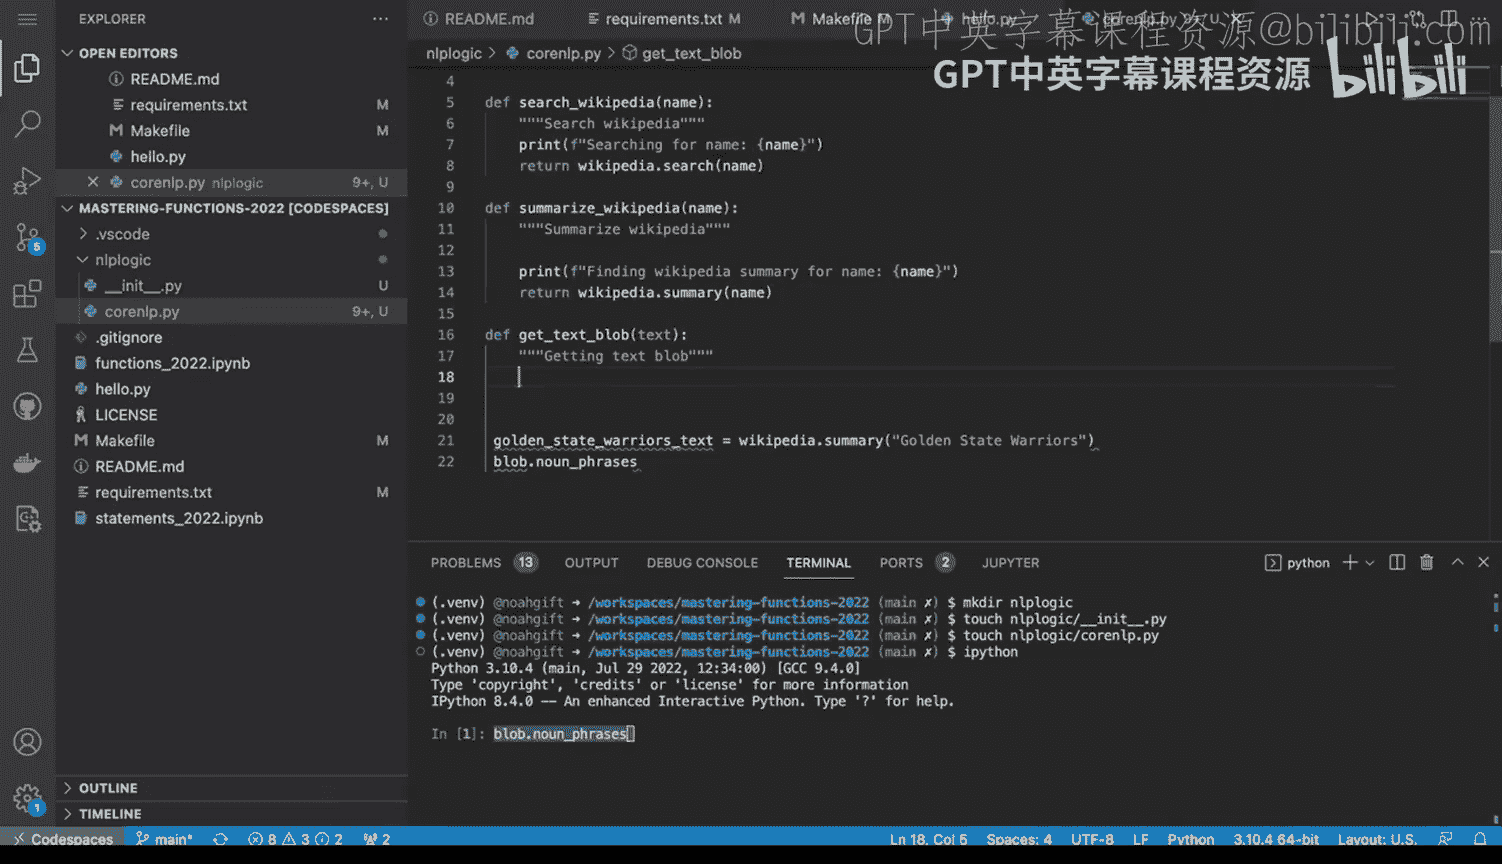 EXPLORER
OPEN EDITORS
README.md
requirements.txt M
Makefile M
hello.py
corenlp.py nlplogic 9+, U
MASTERING-FUNCTIONS-2022 [CODESPACES]
.vscode
nlplogic
__init__.py U
corenlp.py 9+, U
.gitignore
functions_2022.ipynb
hello.py
LICENSE
Makefile M
README.md
requirements.txt M
statements_2022.ipynb
OUTLINE
TIMELINE
5
1
README.md requirements.txt M Makefile M
GPT中英字幕课程资源@bilibili.com
GPT中英字幕课程资源 bilibili
nlplogic > corenlp.py > get_text_blob
4
5 def search_wikipedia(name):
6 """Search wikipedia"""
7 print(f"Searching for name: {name}")
8 return wikipedia.search(name)
9
10 def summarize_wikipedia(name):
11 """Summarize wikipedia"""
12
13 print(f"Finding wikipedia summary for name: {name}")
14 return wikipedia.summary(name)
15
16 def get_text_blob(text):
17 """Getting text blob"""
18
19
20
21 golden_state_warriors_text = wikipedia.summary("Golden State Warriors")
22 blob.noun_phrases
PROBLEMS 13 OUTPUT DEBUG CONSOLE TERMINAL PORTS 2 JUPYTER python
(.venv) @noahgift → /workspaces/mastering-functions-2022 (main ✗) $ mkdir nlplogic
(.venv) @noahgift → /workspaces/mastering-functions-2022 (main ✗) $ touch nlplogic/__init__.py
(.venv) @noahgift → /workspaces/mastering-functions-2022 (main ✗) $ touch nlplogic/corenlp.py
(.venv) @noahgift → /workspaces/mastering-functions-2022 (main ✗) $ ipython
Python 3.10.4 (main, Jul 29 2022, 12:34:00) [GCC 9.4.0]
Type 'copyright', 'credits' or 'license' for more information
IPython 8.4.0 -- An enhanced Interactive Python. Type '?' for help.
In [1]: blob.noun_phrases
Codespaces main* 8 3 2 2 Ln 18, Col 5 Spaces: 4 UTF-8 LF Python 3.10.4 64-bit Layout: U.S.